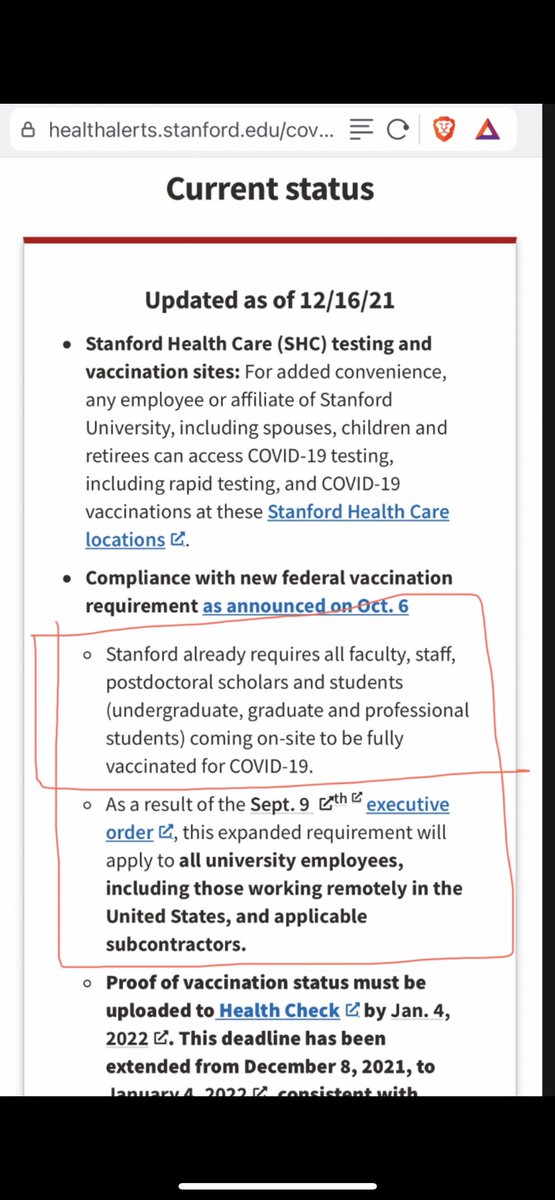 healthalerts.stanford.edu/cov...
Current status
Updated as of 12/16/21
• Stanford Health Care (SHC) testing and
vaccination sites: For added convenience,
any employee or affiliate of Stanford
University, including spouses, children and
retirees can access COVID-19 testing,
including rapid testing, and COVID-19
vaccinations at these Stanford Health Care
locations.
• Compliance with new federal vaccination
requirement as announced on Oct. 6
◦ Stanford already requires all faculty, staff,
postdoctoral scholars and students
(undergraduate, graduate and professional
students) coming on-site to be fully
vaccinated for COVID-19.
◦ As a result of the Sept. 9 th executive
order, this expanded requirement will
apply to all university employees,
including those working remotely in the
United States, and applicable
subcontractors.
◦ Proof of vaccination status must be
uploaded to Health Check by Jan. 4,
2022. This deadline has been
extended from December 8, 2021, to
January 4, 2022, consistent with